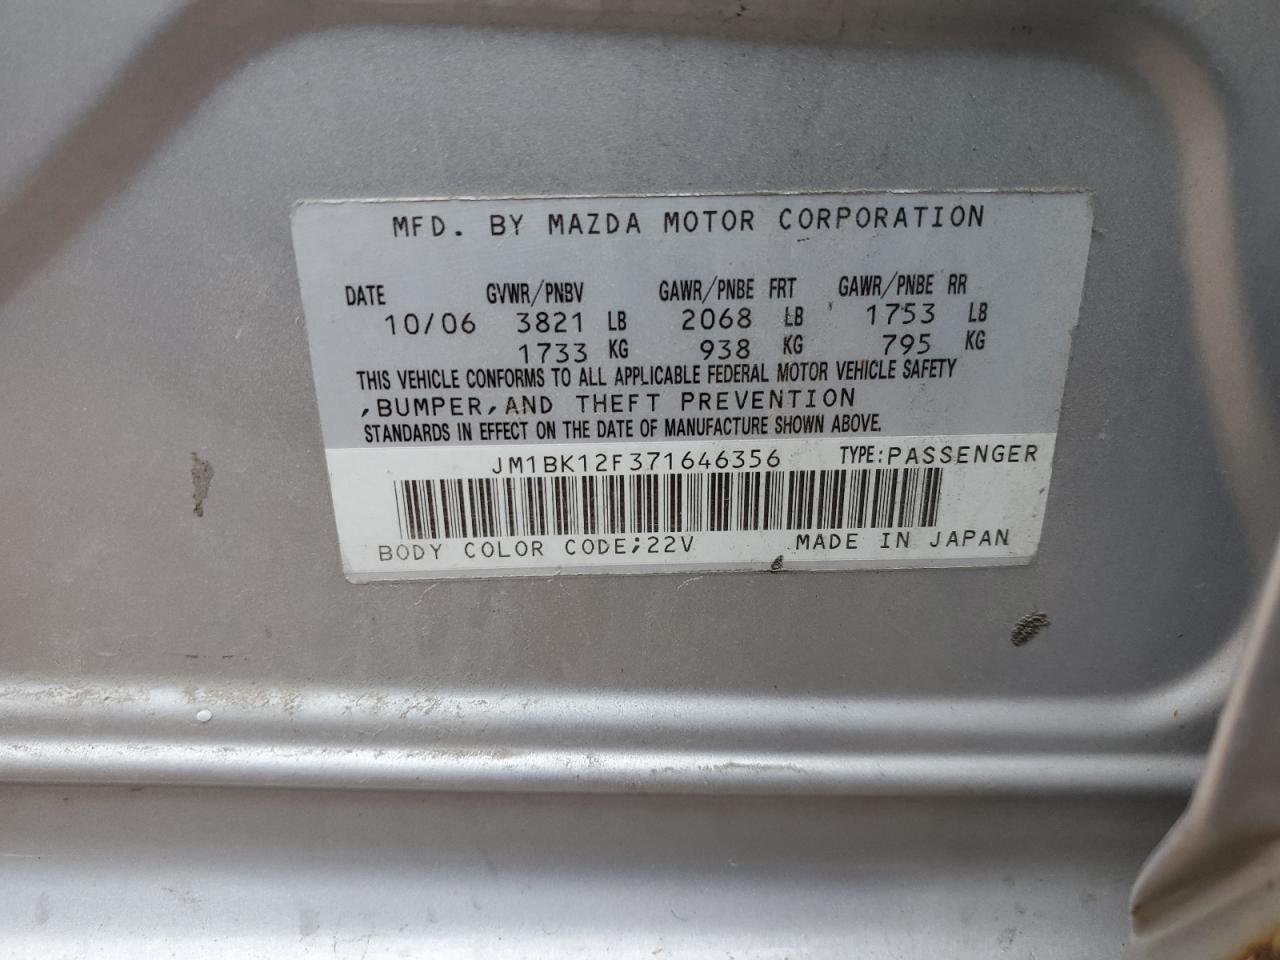 MFD. BY MAZDA MOTOR CORPORATION
DATE GVWR/PNBV GAWR/PNBE FRT GAWR/PNBE RR
10/06 3821 LB 2068 LB 1753 LB
1733 KG 938 KG 795 KG
THIS VEHICLE CONFORMS TO ALL APPLICABLE FEDERAL MOTOR VEHICLE SAFETY
,BUMPER,AND THEFT PREVENTION
STANDARDS IN EFFECT ON THE DATE OF MANUFACTURE SHOWN ABOVE.
JM1BK12F371646356 TYPE:PASSENGER
BODY COLOR CODE;22V MADE IN JAPAN